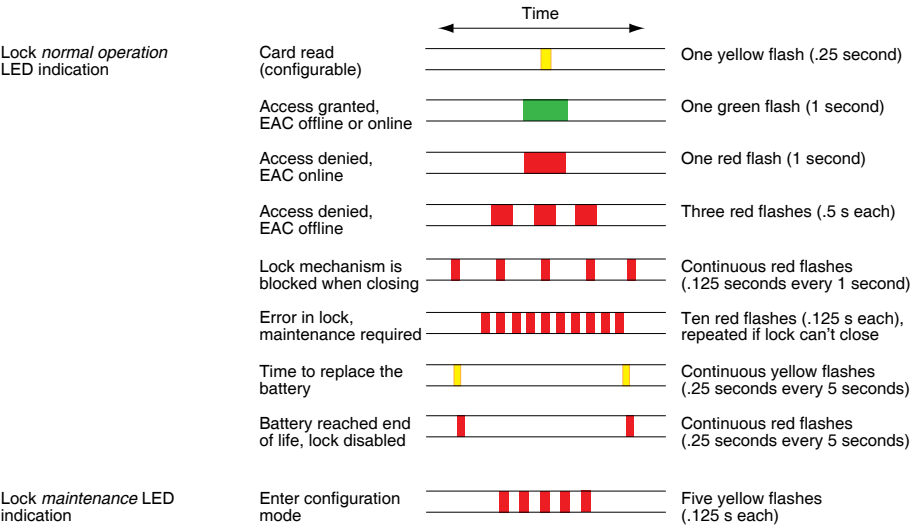 Time
Lock normal operation
LED indication
Card read
(configurable)
One yellow flash (.25 second)
Access granted,
EAC offline or online
One green flash (1 second)
Access denied,
EAC online
One red flash (1 second)
Access denied,
EAC offline
Three red flashes (.5 s each)
Lock mechanism is
blocked when closing
Continuous red flashes
(.125 seconds every 1 second)
Error in lock,
maintenance required
Ten red flashes (.125 s each),
repeated if lock can't close
Time to replace the
battery
Continuous yellow flashes
(.25 seconds every 5 seconds)
Battery reached end
of life, lock disabled
Continuous red flashes
(.25 seconds every 5 seconds)
Lock maintenance LED
indication
Enter configuration
mode
Five yellow flashes
(.125 s each)